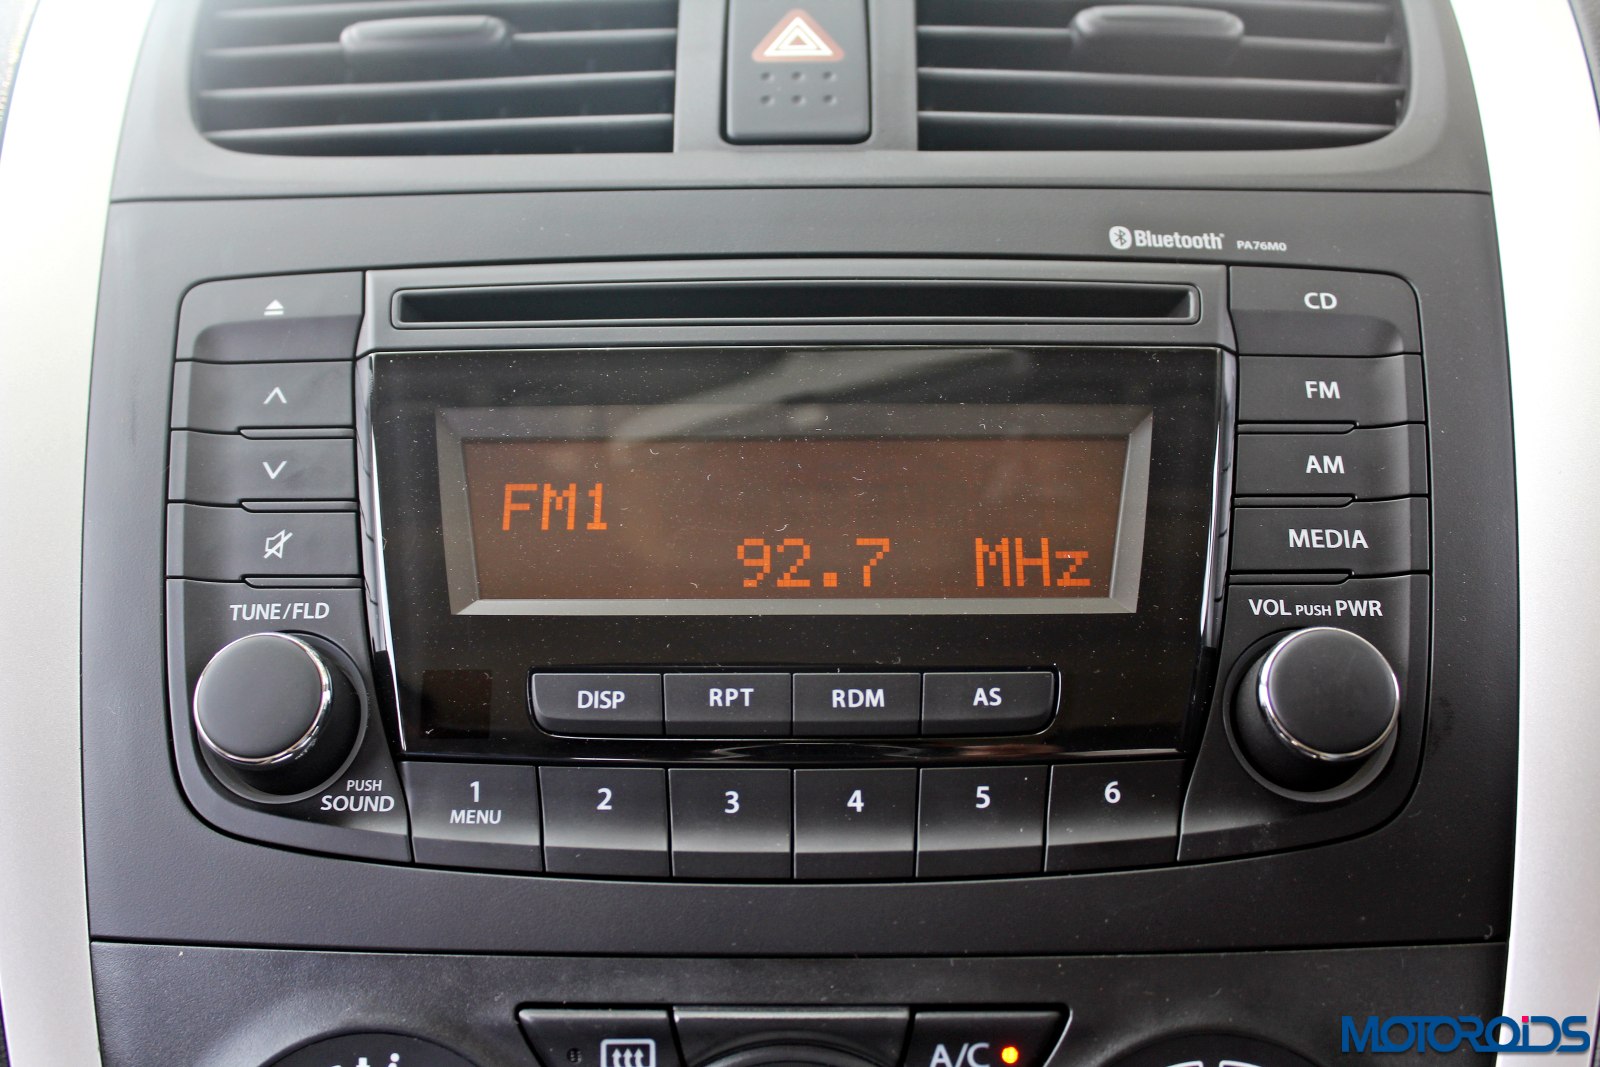 Bluetooth® PA76M0
CD
FM
AM
MEDIA
FM1
92.7 MHz
TUNE/FLD
VOL PUSH PWR
DISP RPT RDM AS
PUSH
SOUND
1 2 3 4 5 6
MENU
A/C
MOTOROIDS